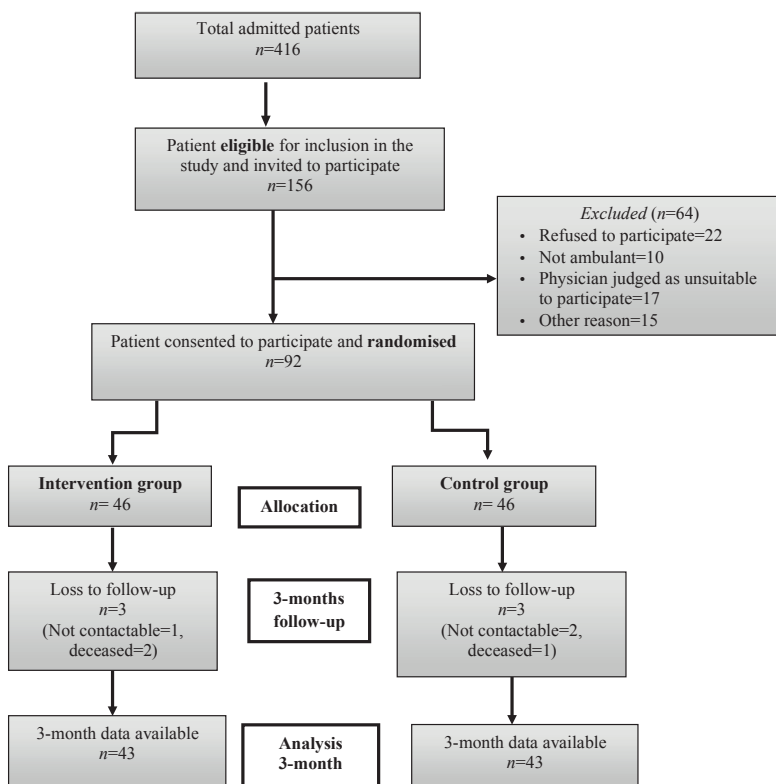 Total admitted patients
n=416
Patient eligible for inclusion in the
study and invited to participate
n=156
Excluded (n=64)
• Refused to participate=22
• Not ambulant=10
• Physician judged as unsuitable
to participate=17
• Other reason=15
Patient consented to participate and randomised
n=92
Intervention group
n= 46
Allocation
Control group
n= 46
Loss to follow-up
n=3
(Not contactable=1,
deceased=2)
3-months
follow-up
Loss to follow-up
n=3
(Not contactable=2,
deceased=1)
3-month data available
n=43
Analysis
3-month
3-month data available
n=43